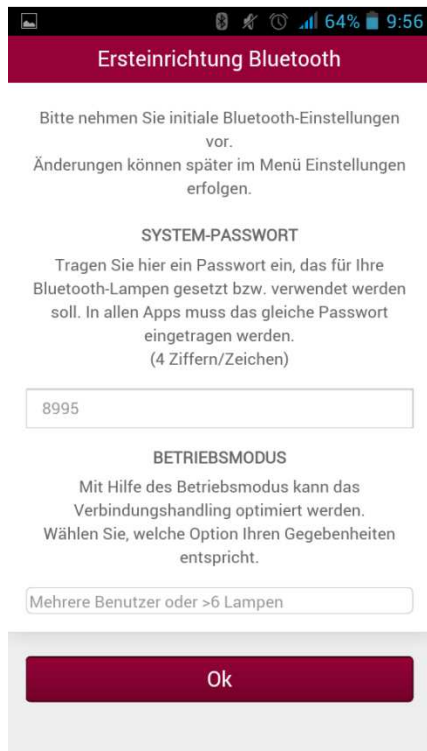 64% 9:56
Ersteinrichtung Bluetooth
Bitte nehmen Sie initiale Bluetooth-Einstellungen
vor.
Änderungen können später im Menü Einstellungen
erfolgen.
SYSTEM-PASSWORT
Tragen Sie hier ein Passwort ein, das für Ihre
Bluetooth-Lampen gesetzt bzw. verwendet werden
soll. In allen Apps muss das gleiche Passwort
eingetragen werden.
(4 Ziffern/Zeichen)
8995
BETRIEBSMODUS
Mit Hilfe des Betriebsmodus kann das
Verbindungshandling optimiert werden.
Wählen Sie, welche Option Ihren Gegebenheiten
entspricht.
Mehrere Benutzer oder >6 Lampen
Ok